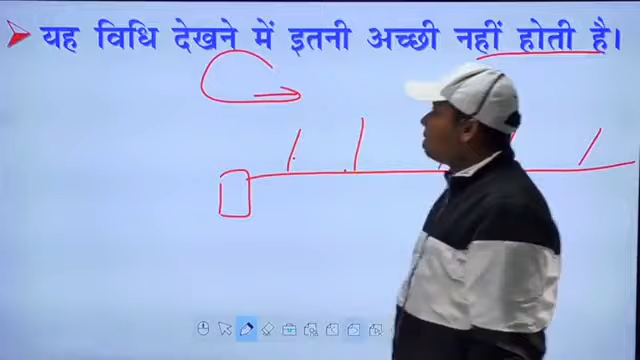 यह विधि देखने में इतनी अच्छी नहीं होती है।